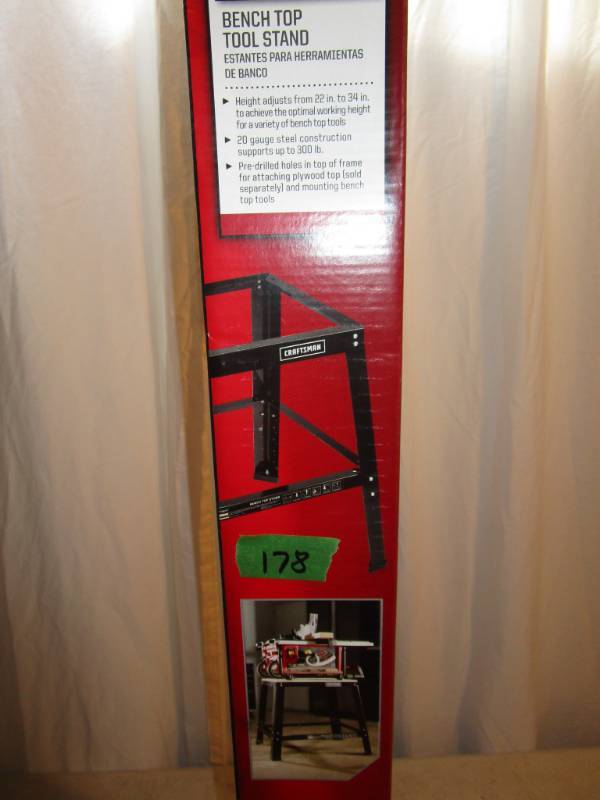 BENCH TOP
TOOL STAND
ESTANTES PARA HERRAMIENTAS
DE BANCO
▶ Height adjusts from 22 in. to 34 in.
to achieve the optimal working height
for a variety of bench top tools
▶ 20 gauge steel construction
supports up to 300 lb.
▶ Pre-drilled holes in top of frame
for attaching plywood top (sold
separately) and mounting bench
top tools
CRAFTSMAN
BENCH TOP STAND
178